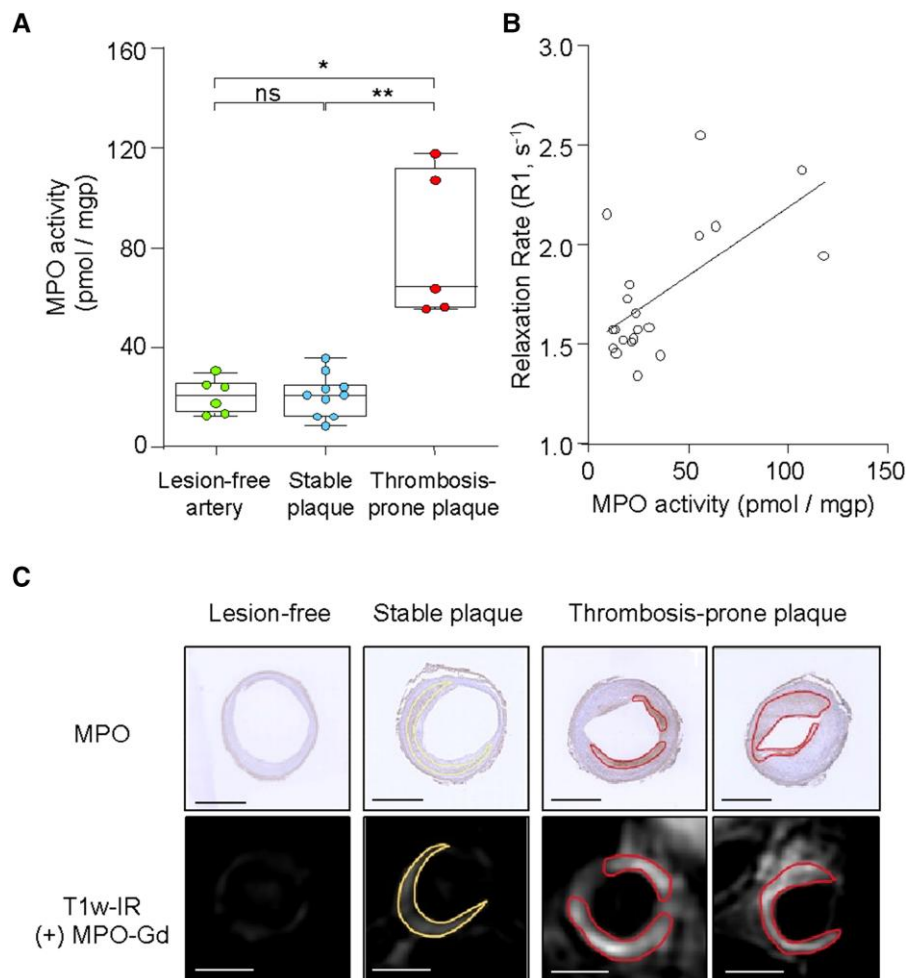 A
MPO activity
(pmol / mgp)
160
120
80
40
0
*
ns
**
Lesion-free
artery
Stable
plaque
Thrombosis-
prone plaque
B
Relaxation Rate (R1, s⁻¹)
3.0
2.5
2.0
1.5
1.0
0
50
100
150
MPO activity (pmol / mgp)
C
Lesion-free
Stable plaque
Thrombosis-prone plaque
MPO
T1w-IR
(+) MPO-Gd